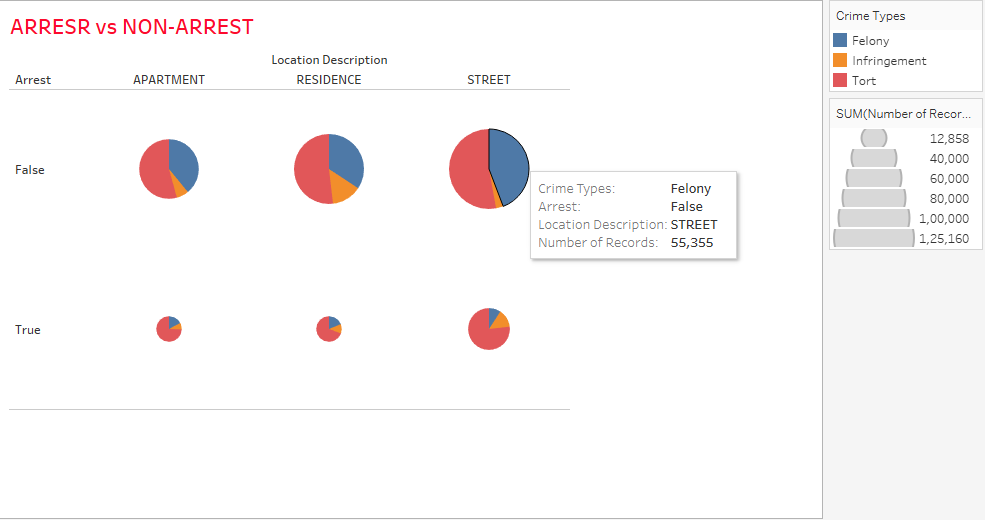 ARRESR vs NON-ARREST
Location Description
Arrest APARTMENT RESIDENCE STREET
False
True
Crime Types: Felony
Arrest: False
Location Description: STREET
Number of Records: 55,355
Crime Types
Felony
Infringement
Tort
SUM(Number of Recor...
12,858
40,000
60,000
80,000
1,00,000
1,25,160